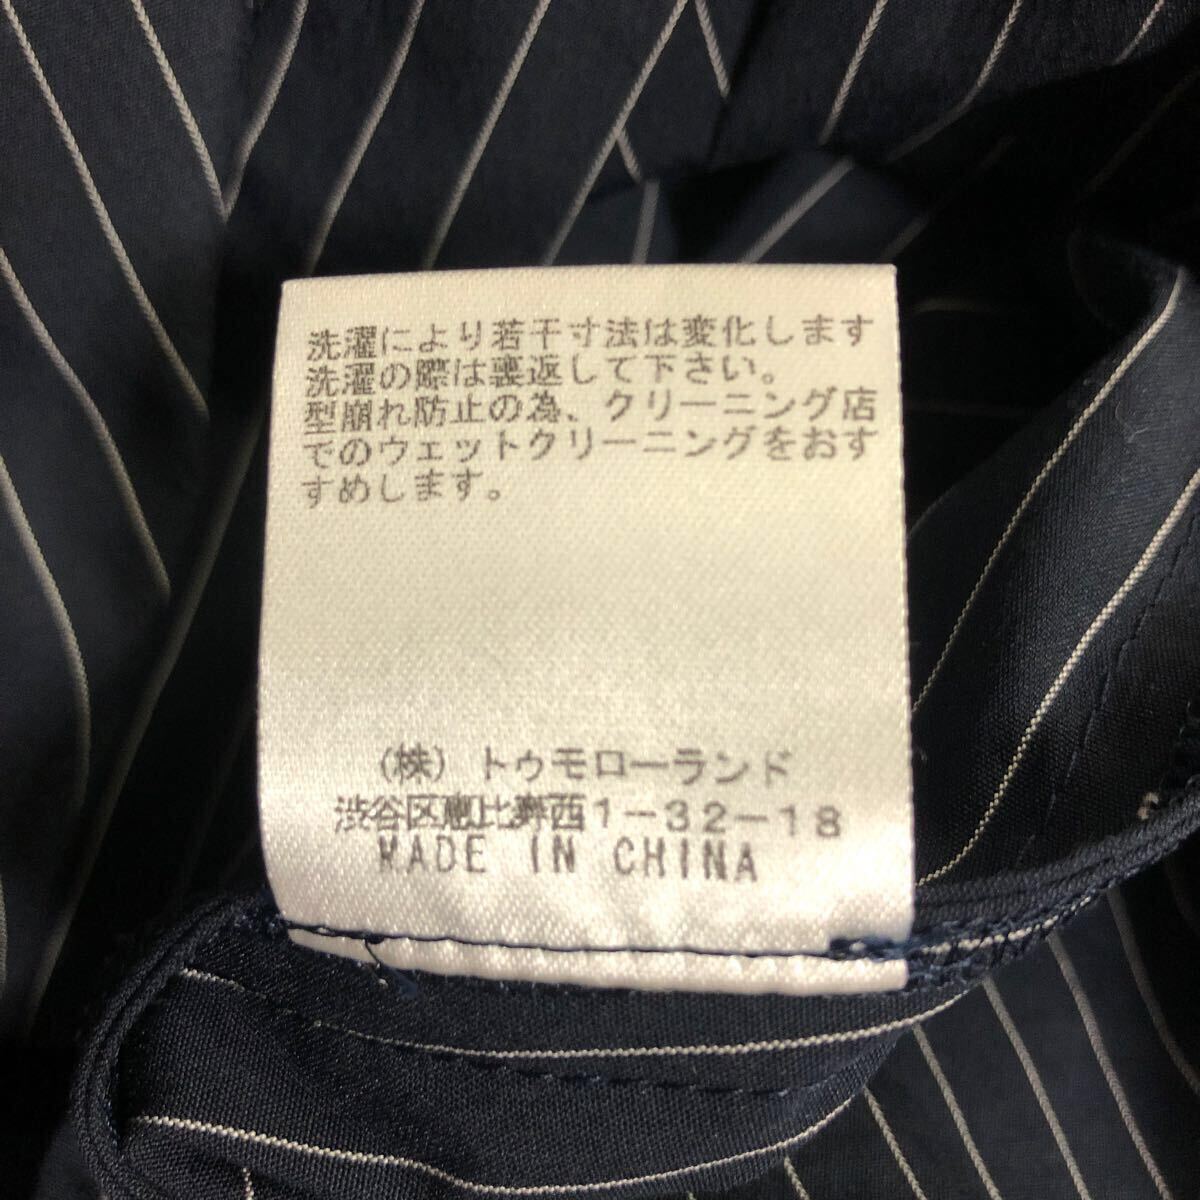 洗濯により若干寸法は変化します
洗濯の際は裏返して下さい。
型崩れ防止の為、クリーニング店
でのウェットクリーニングをおす
すめします。
(株) トゥモローランド
渋谷区恵比寿西1-32-18
MADE IN CHINA